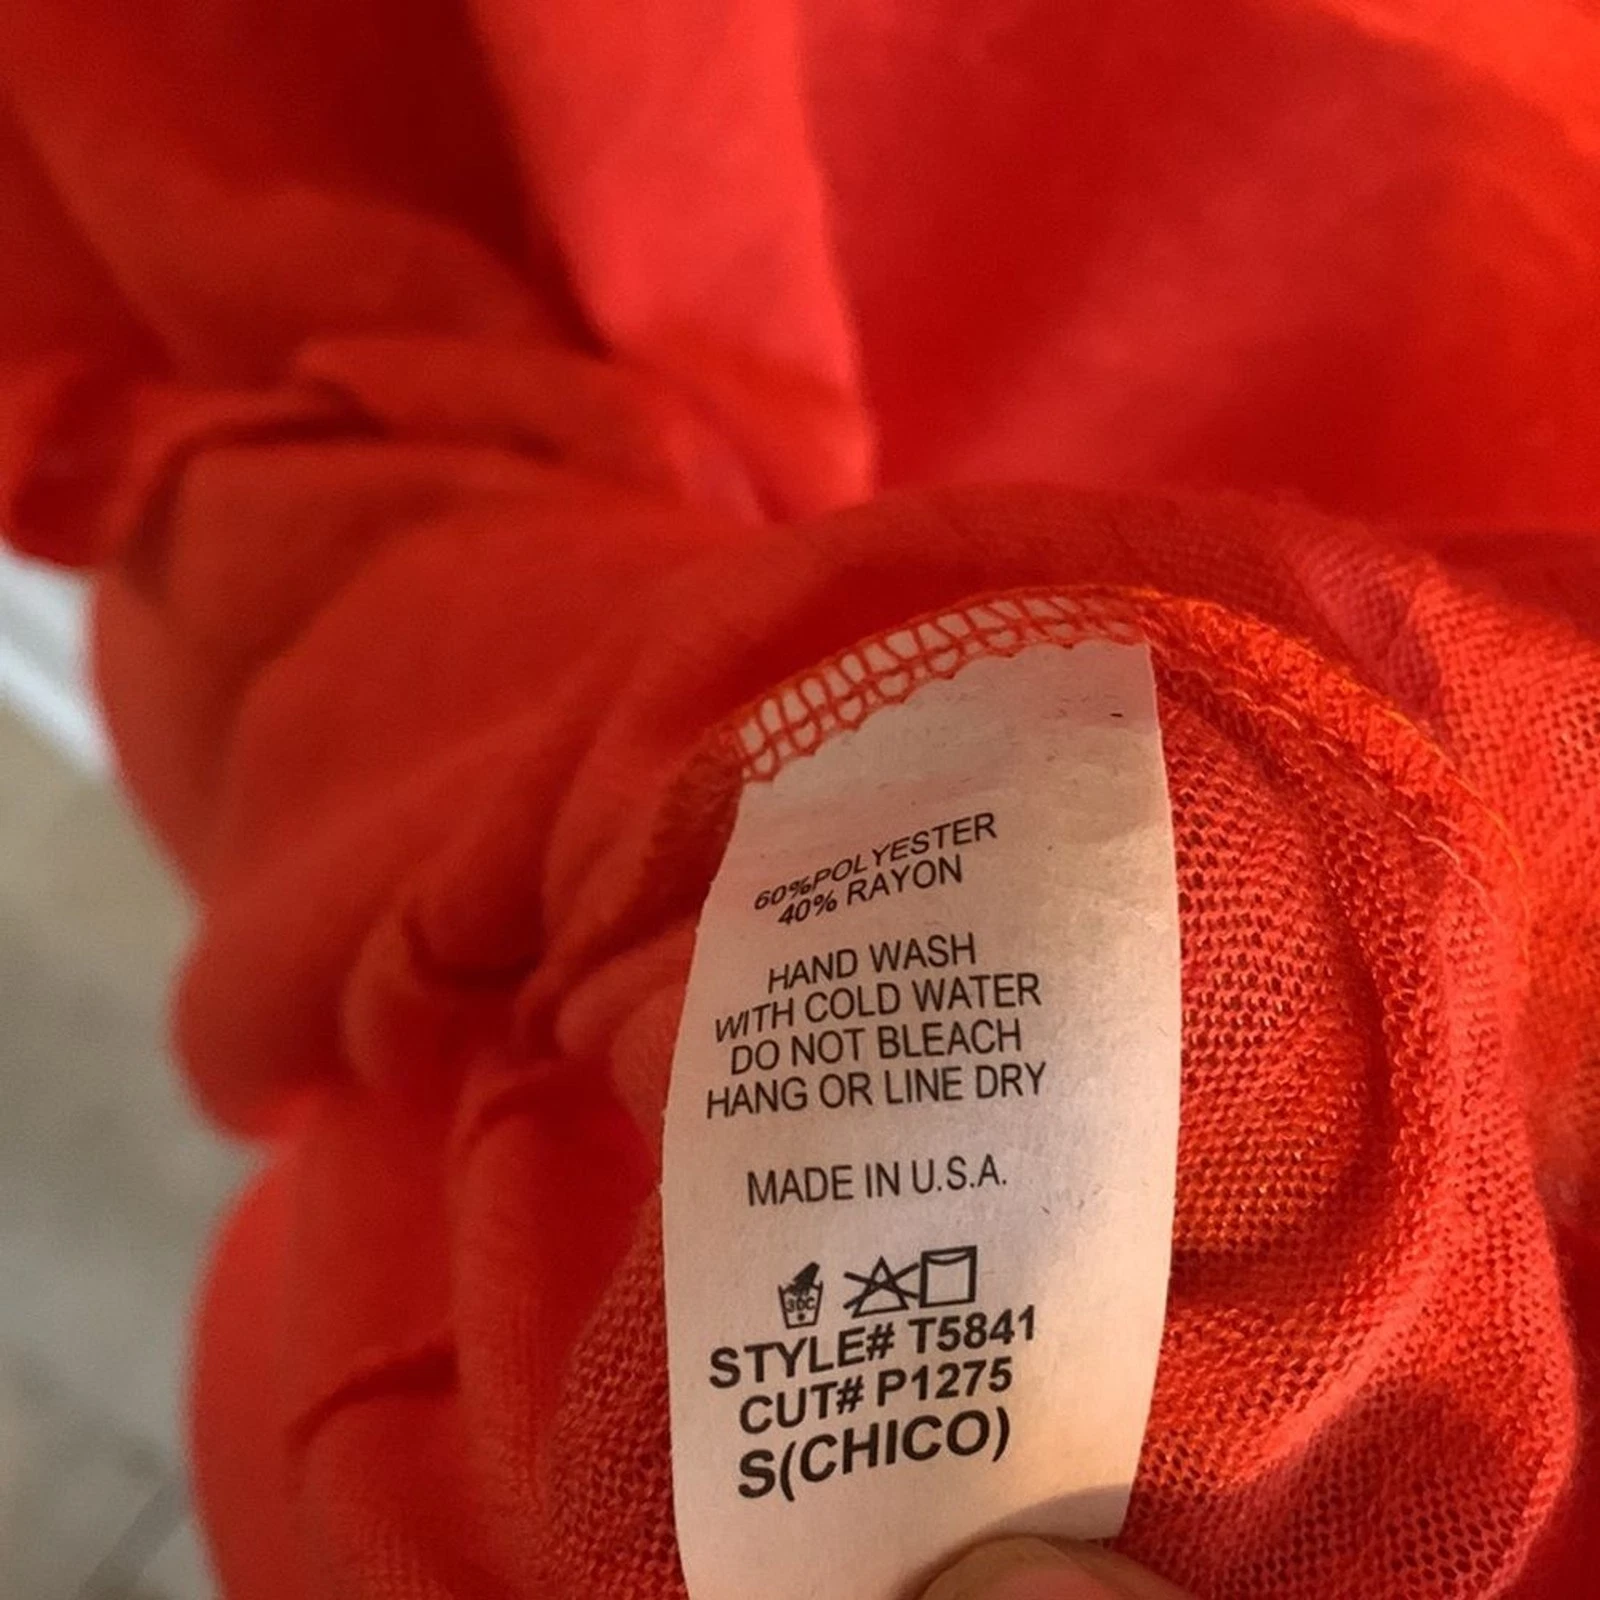 60%POLYESTER
40% RAYON
HAND WASH
WITH COLD WATER
DO NOT BLEACH
HANG OR LINE DRY
MADE IN U.S.A.
30C
STYLE# T5841
CUT# P1275
S(CHICO)